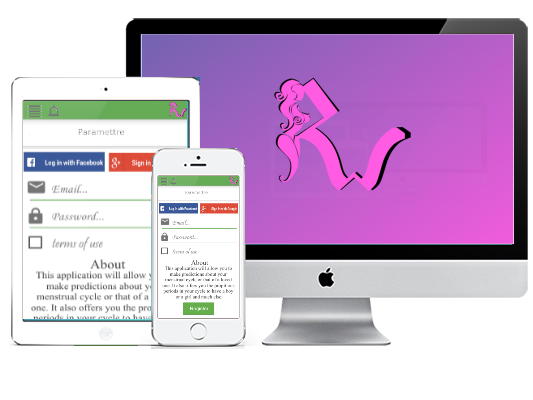 Paramettre
Log in with Facebook
Sign in
Email...
Password...
terms of use
About
This application will allow y
make predictions about yo
menstrual cycle or that of a
one. It also offers you the prop
periods in your cycle to have a
Paramettre
Log in with Facebook
Sign in with Google
Email...
Password...
terms of use
About
This application will allow you to
make predictions about your
menstrual cycle or that of a loved
one. It also offers you the propitious
periods in your cycle to have a boy
or a girl and much else
Register